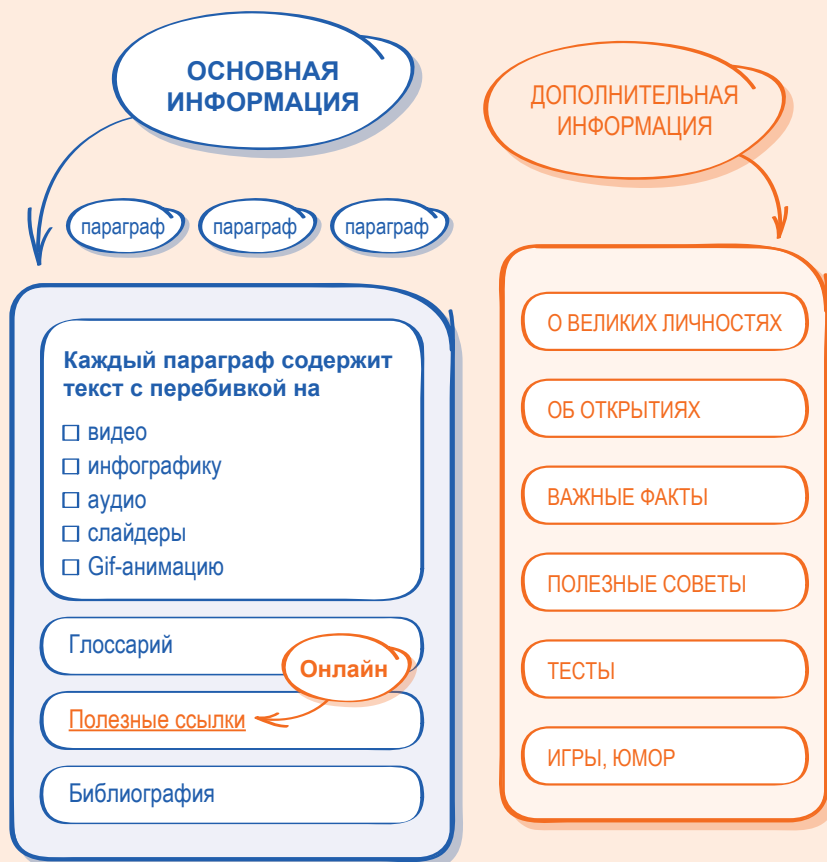 ОСНОВНАЯ
ИНФОРМАЦИЯ
параграф
параграф
параграф
Каждый параграф содержит
текст с перебивкой на
видео
инфографику
аудио
слайдеры
Gif-анимацию
Глоссарий
Онлайн
Полезные ссылки
Библиография
ДОПОЛНИТЕЛЬНАЯ
ИНФОРМАЦИЯ
О ВЕЛИКИХ ЛИЧНОСТЯХ
ОБ ОТКРЫТИЯХ
ВАЖНЫЕ ФАКТЫ
ПОЛЕЗНЫЕ СОВЕТЫ
ТЕСТЫ
ИГРЫ, ЮМОР